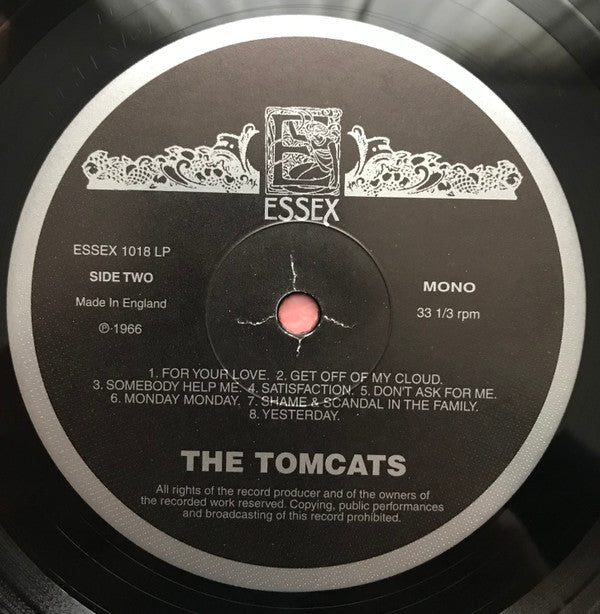 E
ESSEX
ESSEX 1018 LP
SIDE TWO
Made In England
℗ 1966
MONO
33 1/3 rpm
1. FOR YOUR LOVE. 2. GET OFF OF MY CLOUD.
3. SOMEBODY HELP ME. 4. SATISFACTION. 5. DON'T ASK FOR ME.
6. MONDAY MONDAY. 7. SHAME & SCANDAL IN THE FAMILY.
8. YESTERDAY.
THE TOMCATS
All rights of the record producer and of the owners of
the recorded work reserved. Copying, public performances
and broadcasting of this record prohibited.